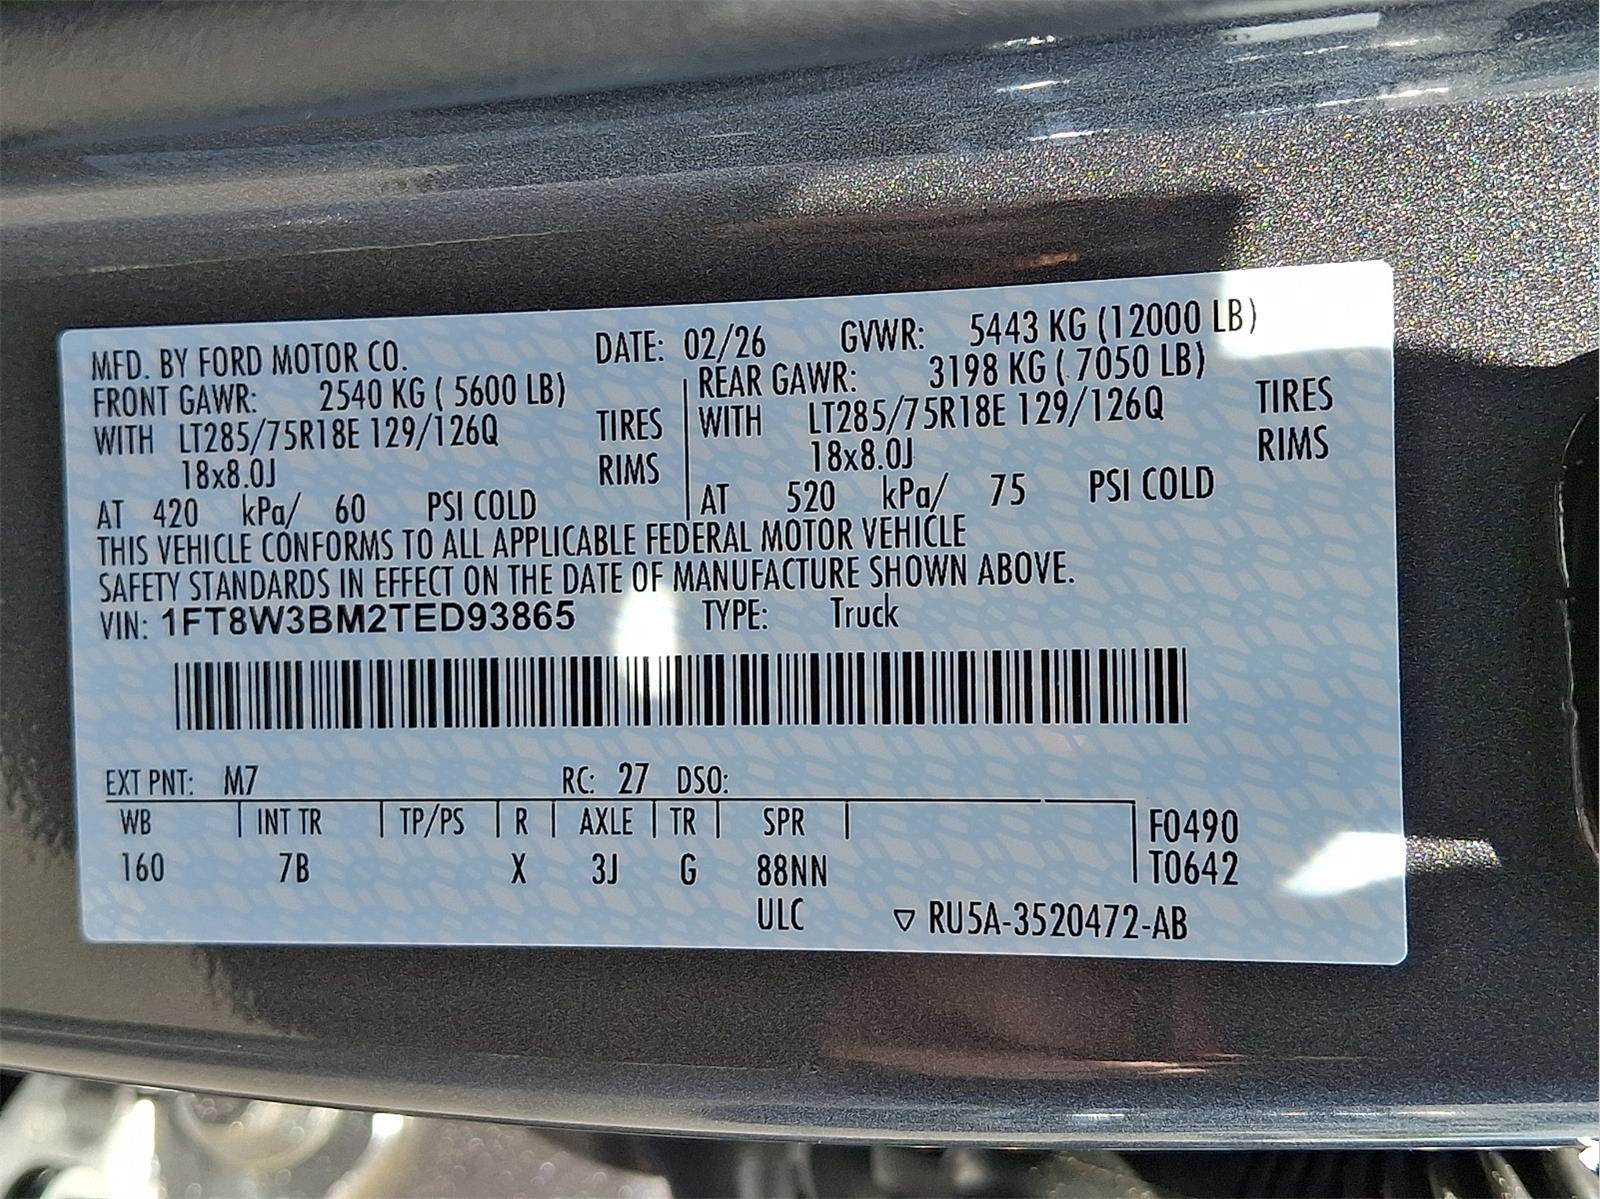 MFD. BY FORD MOTOR CO. DATE: 02/26 GVWR: 5443 KG (12000 LB)
FRONT GAWR: 2540 KG ( 5600 LB) REAR GAWR: 3198 KG ( 7050 LB)
WITH LT285/75R18E 129/126Q TIRES WITH LT285/75R18E 129/126Q TIRES
18x8.0J RIMS 18x8.0J RIMS
AT 420 kPa/ 60 PSI COLD AT 520 kPa/ 75 PSI COLD
THIS VEHICLE CONFORMS TO ALL APPLICABLE FEDERAL MOTOR VEHICLE
SAFETY STANDARDS IN EFFECT ON THE DATE OF MANUFACTURE SHOWN ABOVE.
VIN: 1FT8W3BM2TED93865 TYPE: Truck
EXT PNT: M7 RC: 27 DSO:
WB INT TR TP/PS R AXLE TR SPR F0490
160 7B X 3J G 88NN T0642
ULC ▽ RU5A-3520472-AB